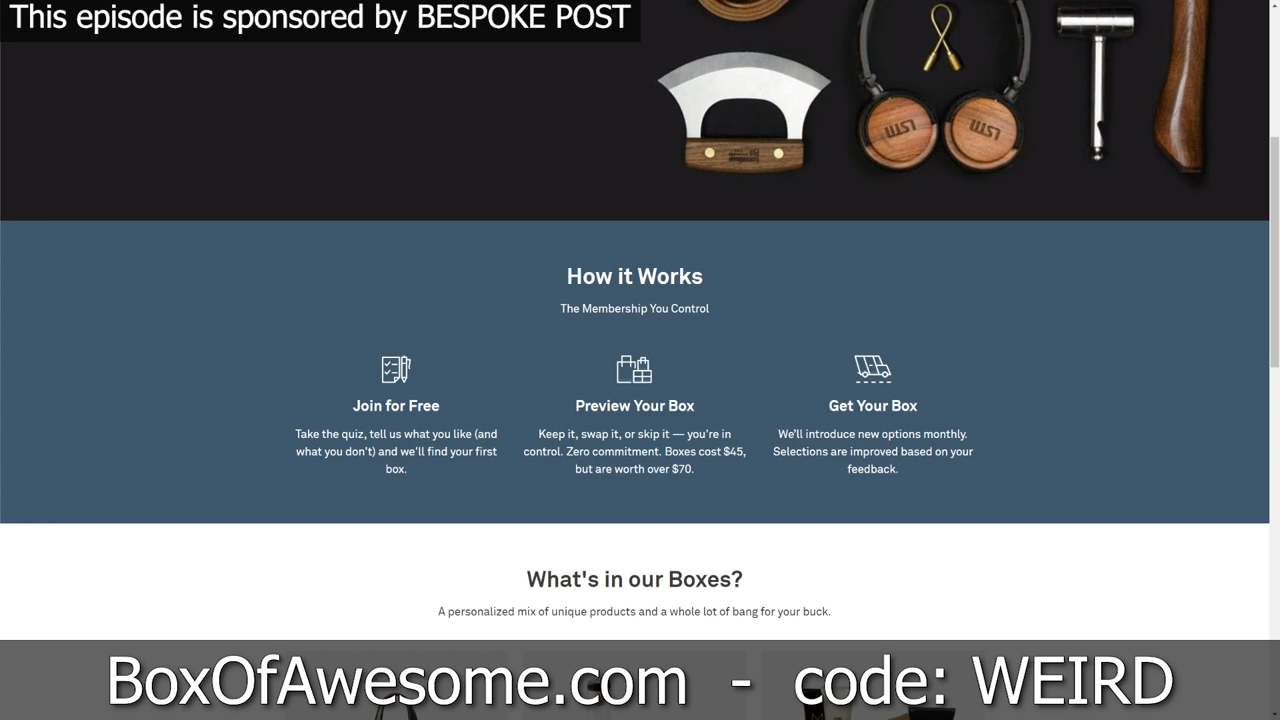 This episode is sponsored by BESPOKE POST
LSTN LSTN
How it Works
The Membership You Control
Join for Free
Take the quiz, tell us what you like (and
what you don't) and we'll find your first
box.
Preview Your Box
Keep it, swap it, or skip it — you're in
control. Zero commitment. Boxes cost $45,
but are worth over $70.
Get Your Box
We'll introduce new options monthly.
Selections are improved based on your
feedback.
What's in our Boxes?
A personalized mix of unique products and a whole lot of bang for your buck.
BoxOfAwesome.com - code: WEIRD